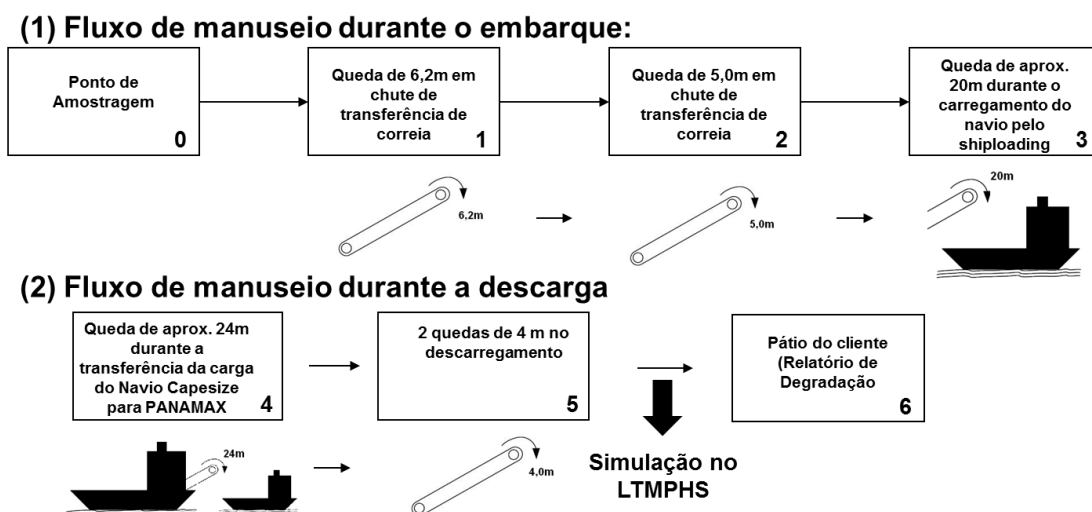 (1) Fluxo de manuseio durante o embarque:
Ponto de
Amostragem
0
Queda de 6,2m em
chute de
transferência de
correia
1
Queda de 5,0m em
chute de
transferência de
correia
2
Queda de aprox.
20m durante o
carregamento do
navio pelo
shiploading
3
6,2m
5,0m
20m
(2) Fluxo de manuseio durante a descarga
Queda de aprox. 24m
durante a
transferência da carga
do Navio Capesize
para PANAMAX
4
2 quedas de 4 m no
descarregamento
5
Pátio do cliente
(Relatório de
Degradação
6
24m
4,0m
Simulação no
LTMPHS